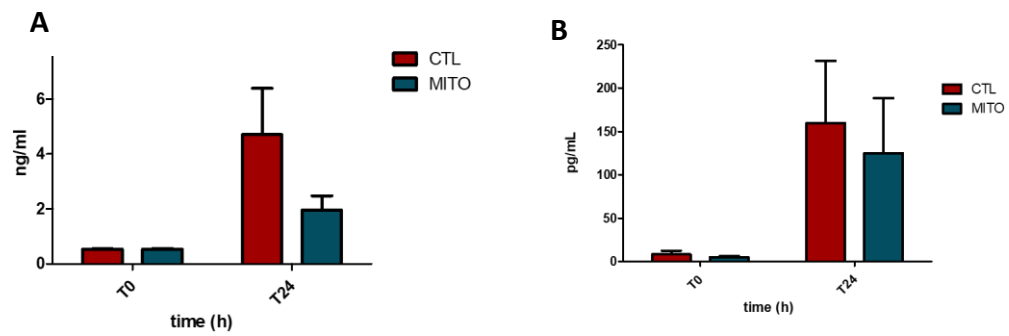 A
CTL
MITO
6
4
2
0
ng/ml
T0
T24
time (h)
B
250
200
150
100
50
0
pg/mL
CTL
MITO
T0
T24
time (h)